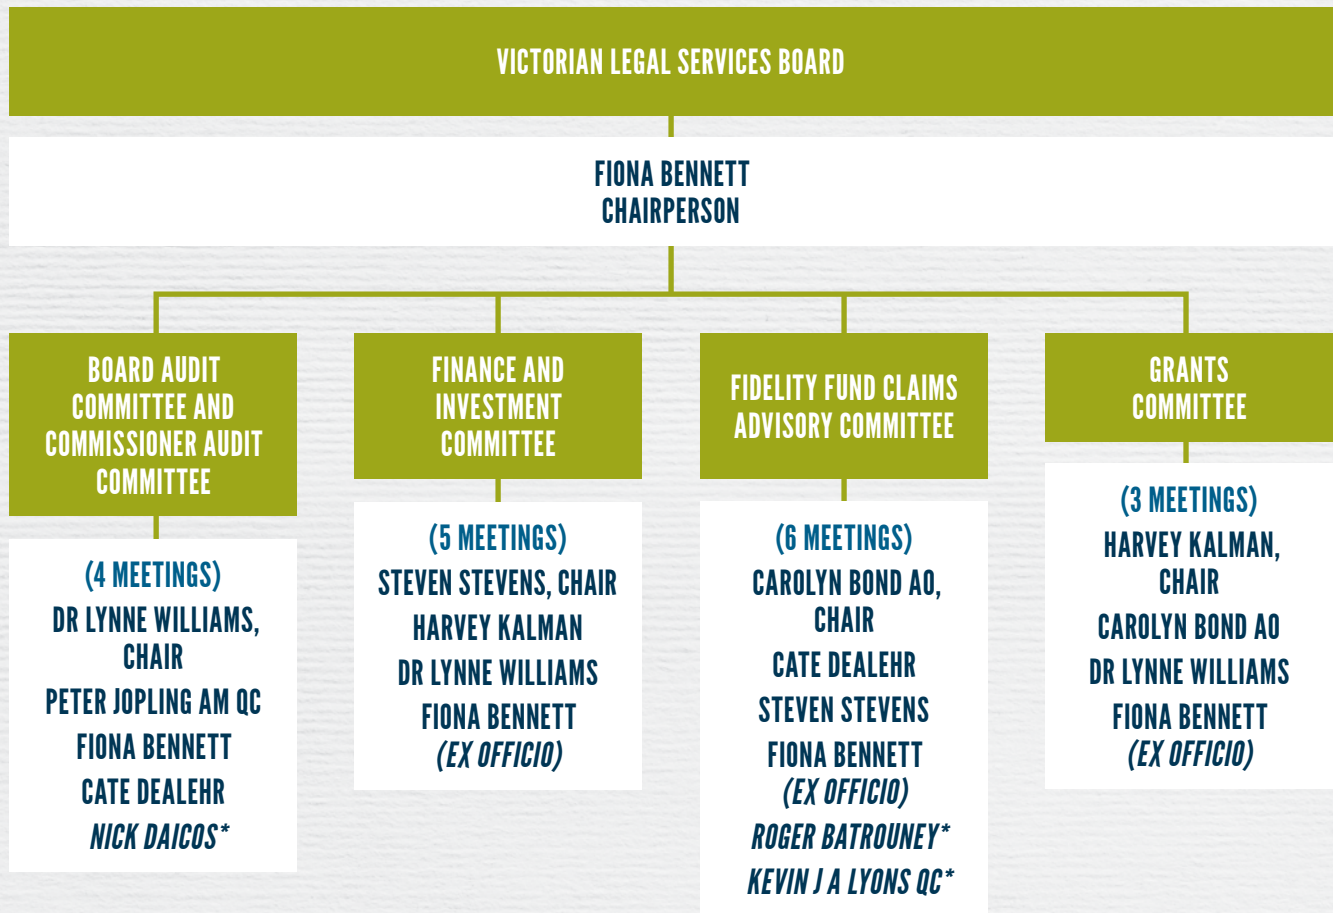 VICTORIAN LEGAL SERVICES BOARD
FIONA BENNETT
CHAIRPERSON
BOARD AUDIT
COMMITTEE AND
COMMISSIONER AUDIT
COMMITTEE
(4 MEETINGS)
DR LYNNE WILLIAMS,
CHAIR
PETER JOPLING AM QC
FIONA BENNETT
CATE DEALEHR
NICK DAICOS*
FINANCE AND
INVESTMENT
COMMITTEE
(5 MEETINGS)
STEVEN STEVENS, CHAIR
HARVEY KALMAN
DR LYNNE WILLIAMS
FIONA BENNETT
(EX OFFICIO)
FIDELITY FUND CLAIMS
ADVISORY COMMITTEE
(6 MEETINGS)
CAROLYN BOND AO,
CHAIR
CATE DEALEHR
STEVEN STEVENS
FIONA BENNETT
(EX OFFICIO)
ROGER BATROUNEY*
KEVIN J A LYONS QC*
GRANTS
COMMITTEE
(3 MEETINGS)
HARVEY KALMAN,
CHAIR
CAROLYN BOND AO
DR LYNNE WILLIAMS
FIONA BENNETT
(EX OFFICIO)